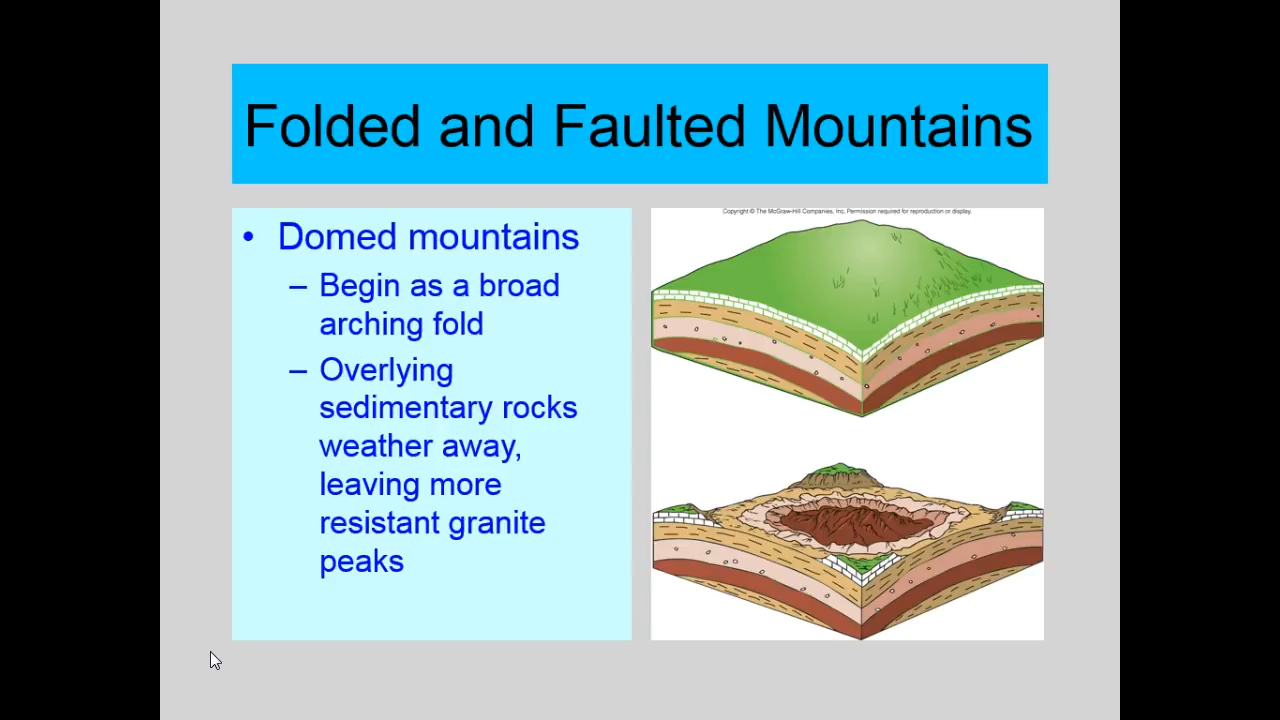 Folded and Faulted Mountains
• Domed mountains
– Begin as a broad
arching fold
– Overlying
sedimentary rocks
weather away,
leaving more
resistant granite
peaks
Copyright © The McGraw-Hill Companies, Inc. Permission required for reproduction or display.